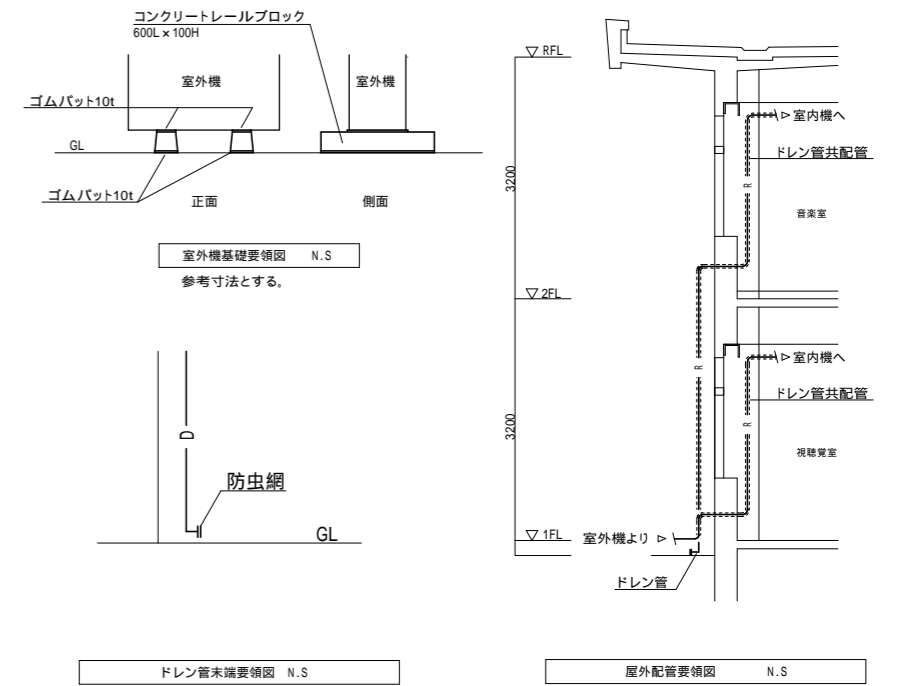 コンクリートレールブロック
600L×100H
室外機
室外機
ゴムパット10t
GL
ゴムパット10t
正面
側面
室外機基礎要領図 N.S
参考寸法とする。
D
防虫網
GL
ドレン管末端要領図 N.S
▽ RFL
▷室内機へ
ドレン管共配管
R
音楽室
3200
▽ 2FL
▷室内機へ
R
ドレン管共配管
R
視聴覚室
3200
▽ 1FL
室外機より ▷
ドレン管
屋外配管要領図 N.S